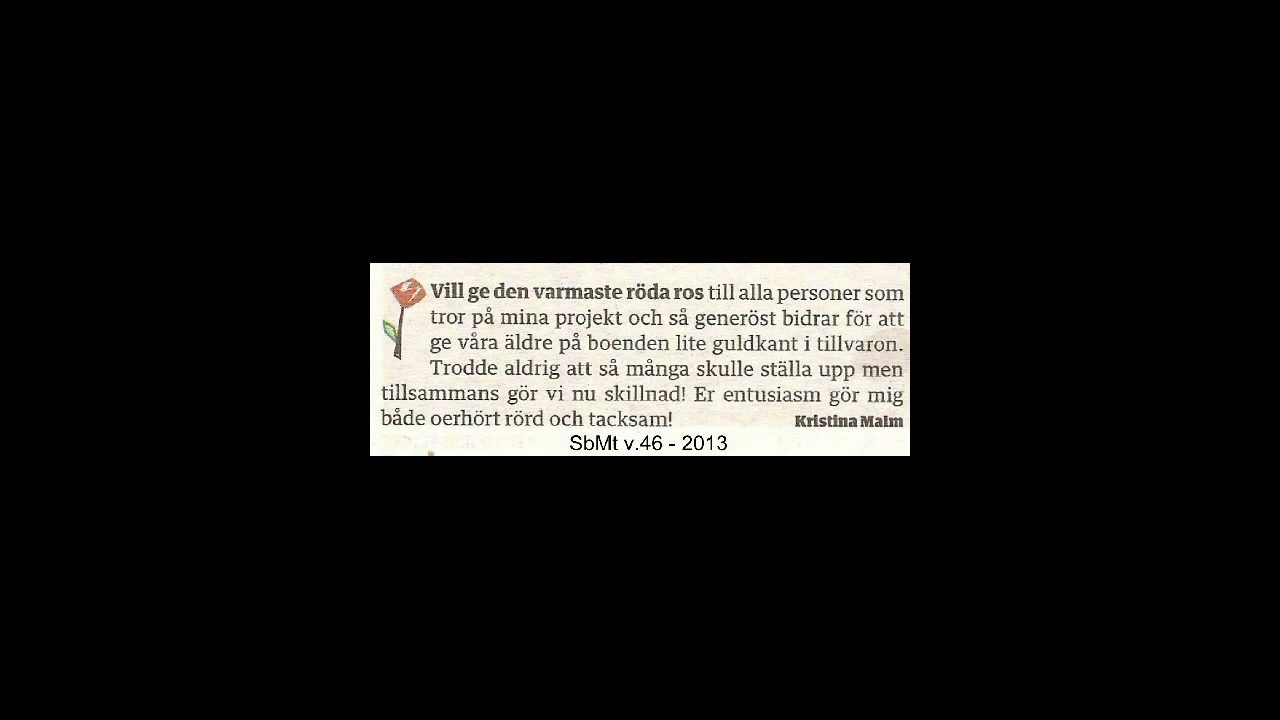 Vill ge den varmaste röda ros till alla personer som
tror på mina projekt och så generöst bidrar för att
ge våra äldre på boenden lite guldkant i tillvaron.
Trodde aldrig att så många skulle ställa upp men
tillsammans gör vi nu skillnad! Er entusiasm gör mig
både oerhört rörd och tacksam! Kristina Malm
SbMt v.46 - 2013